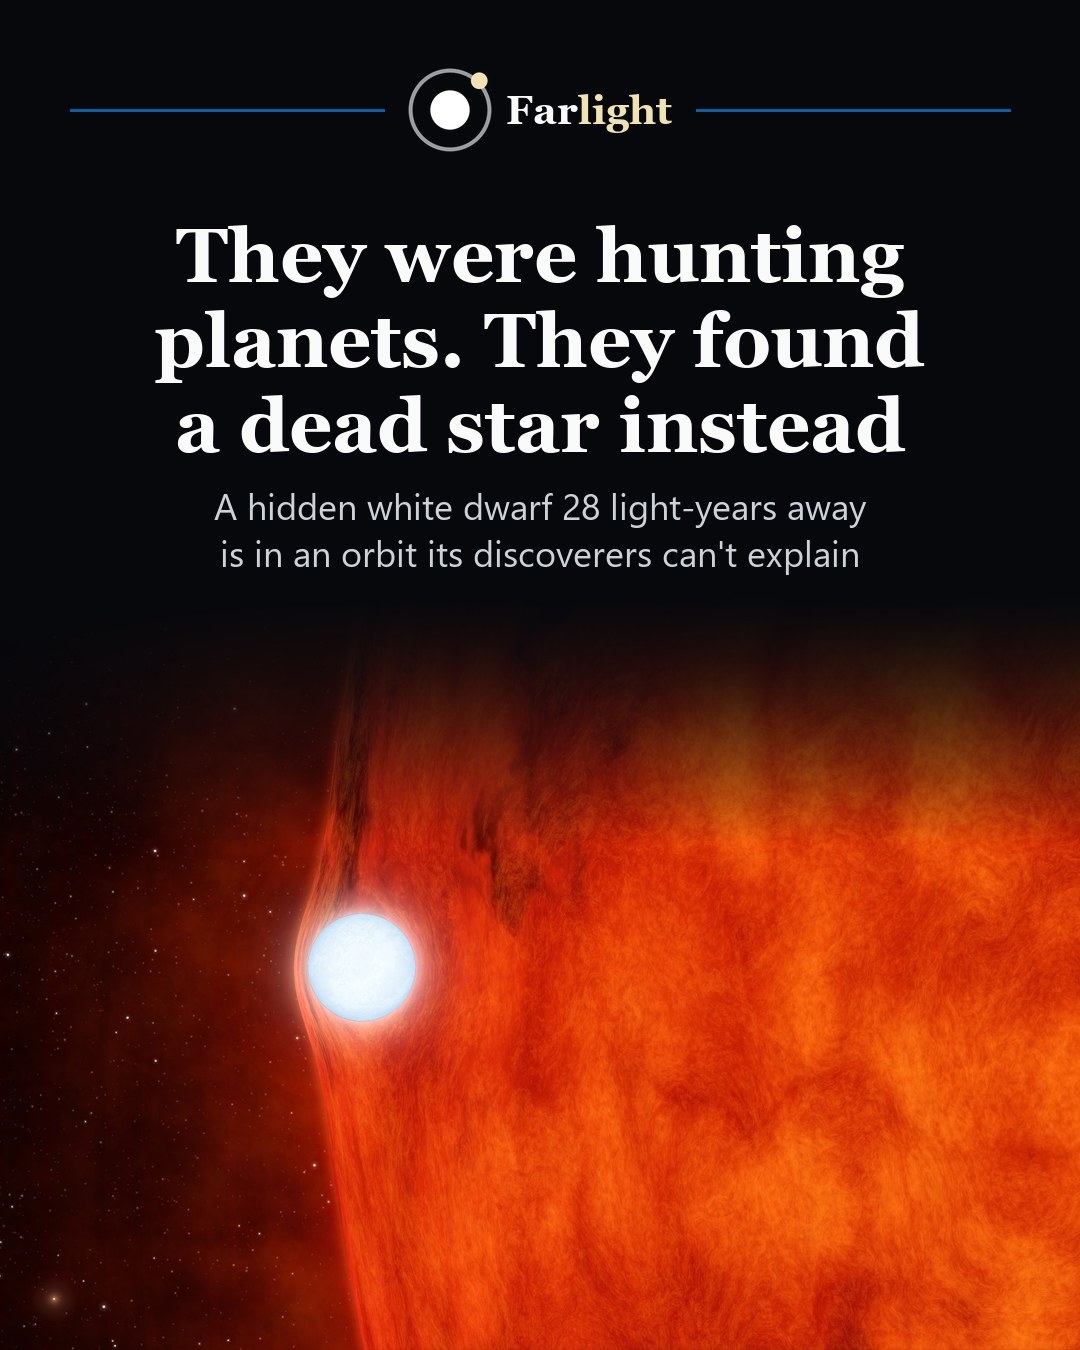 Farlight
They were hunting
planets. They found
a dead star instead
A hidden white dwarf 28 light-years away
is in an orbit its discoverers can't explain